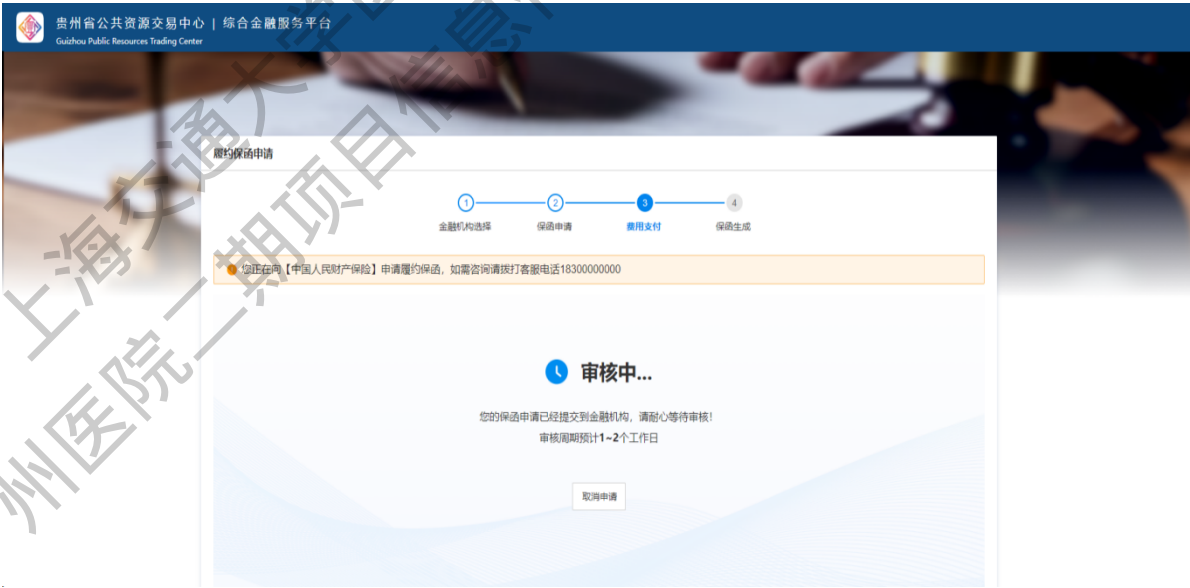 贵州省公共资源交易中心 | 综合金融服务平台
Guizhou Public Resources Trading Center
履约保函申请
1 2 3 4
金融机构选择 保函申请 费用支付 保函生成
您正在向【中国人民财产保险】申请履约保函，如需咨询请拨打客服电话18300000000
审核中...
您的保函申请已经提交到金融机构，请耐心等待审核！
审核周期预计1~2个工作日
取消申请
上海交通大学
州医院二期项目信息